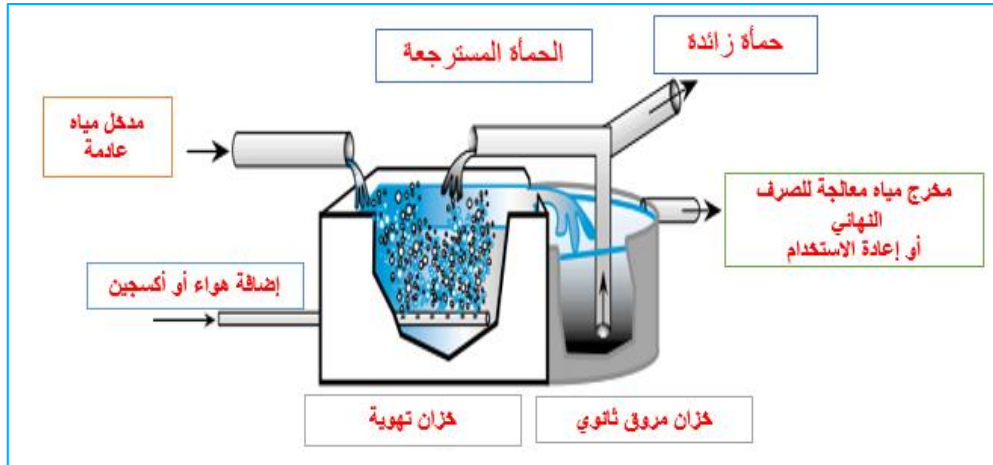 حمأة زائدة
الحمأة المسترجعة
مدخل مياه
عادمة
مخرج مياه معالجة للصرف
النهائي
أو إعادة الاستخدام
إضافة هواء أو أكسجين
خزان مروق ثانوي
خزان تهوية